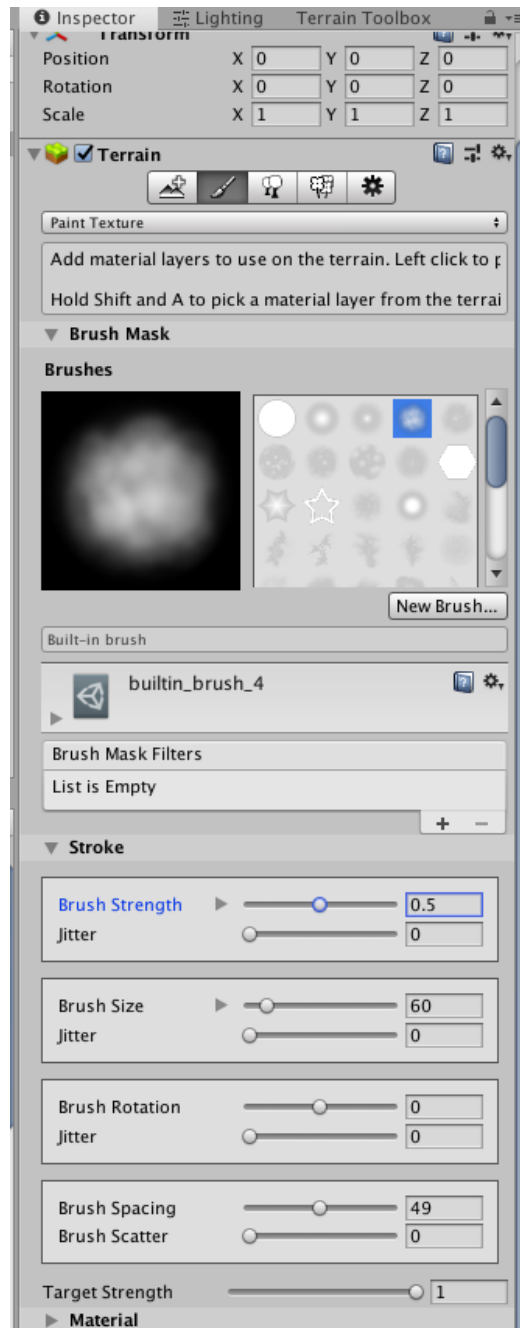 Inspector Lighting Terrain Toolbox
Transform
Position X 0 Y 0 Z 0
Rotation X 0 Y 0 Z 0
Scale X 1 Y 1 Z 1
Terrain
Paint Texture
Add material layers to use on the terrain. Left click to p
Hold Shift and A to pick a material layer from the terrai
Brush Mask
Brushes
New Brush...
Built-in brush
builtin_brush_4
Brush Mask Filters
List is Empty
+ −
Stroke
Brush Strength 0.5
Jitter 0
Brush Size 60
Jitter 0
Brush Rotation 0
Jitter 0
Brush Spacing 49
Brush Scatter 0
Target Strength 1
Material